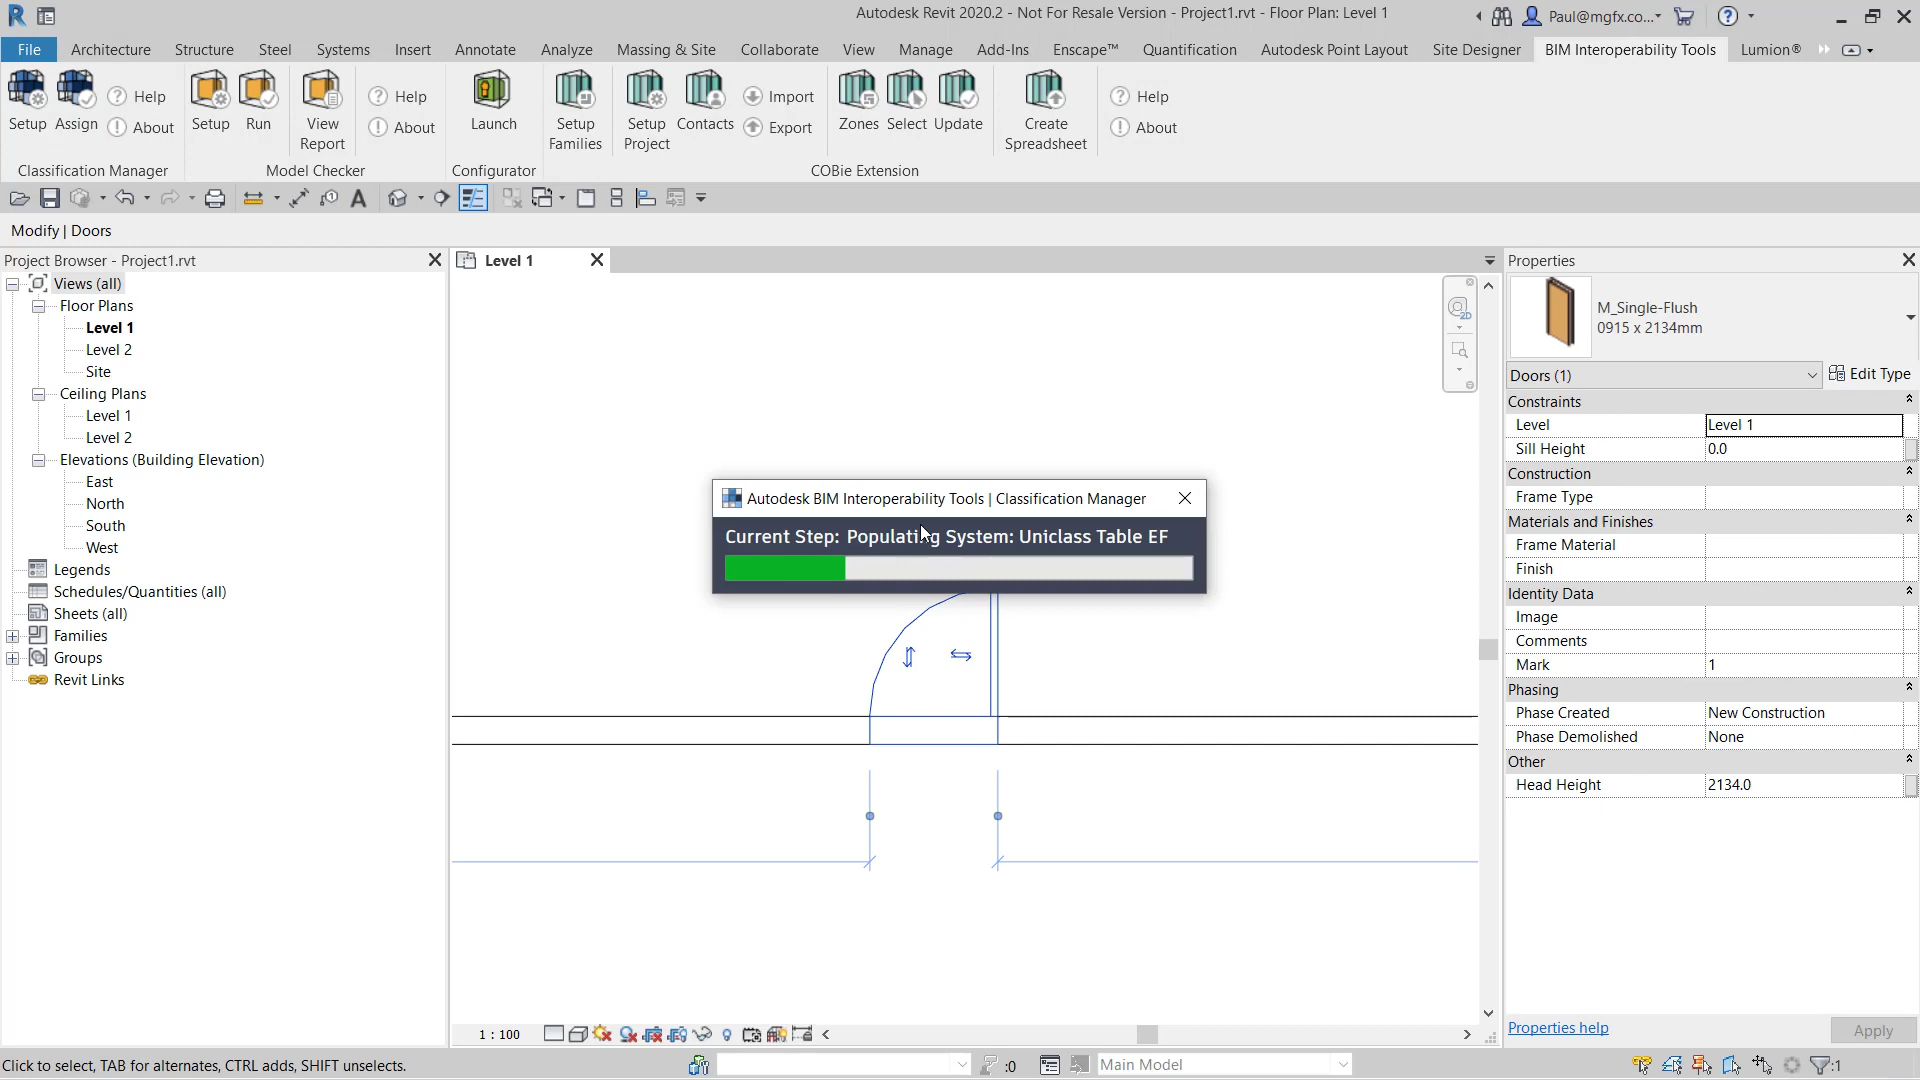 Autodesk Revit 2020.2 - Not For Resale Version - Project1.rvt - Floor Plan: Level 1
Paul@mgfx.co...
File
Architecture
Structure
Steel
Systems
Insert
Annotate
Analyze
Massing & Site
Collaborate
View
Manage
Add-Ins
Enscape™
Quantification
Autodesk Point Layout
Site Designer
BIM Interoperability Tools
Lumion®
Setup
Assign
Help
About
Classification Manager
Setup
Run
View
Report
Help
About
Model Checker
Launch
Configurator
Setup
Families
Setup
Project
Contacts
Import
Export
Zones
Select
Update
Create
Spreadsheet
Help
About
COBie Extension
Modify | Doors
Project Browser - Project1.rvt
Views (all)
Floor Plans
Level 1
Level 2
Site
Ceiling Plans
Level 1
Level 2
Elevations (Building Elevation)
East
North
South
West
Legends
Schedules/Quantities (all)
Sheets (all)
Families
Groups
Revit Links
Level 1
2D
Autodesk BIM Interoperability Tools | Classification Manager
Current Step: Populating System: Uniclass Table EF
Properties
M_Single-Flush
0915 x 2134mm
Doors (1)
Edit Type
Constraints
Level Level 1
Sill Height 0.0
Construction
Frame Type
Materials and Finishes
Frame Material
Finish
Identity Data
Image
Comments
Mark 1
Phasing
Phase Created New Construction
Phase Demolished None
Other
Head Height 2134.0
Properties help
Apply
1 : 100
Click to select, TAB for alternates, CTRL adds, SHIFT unselects.
:0
Main Model
:1